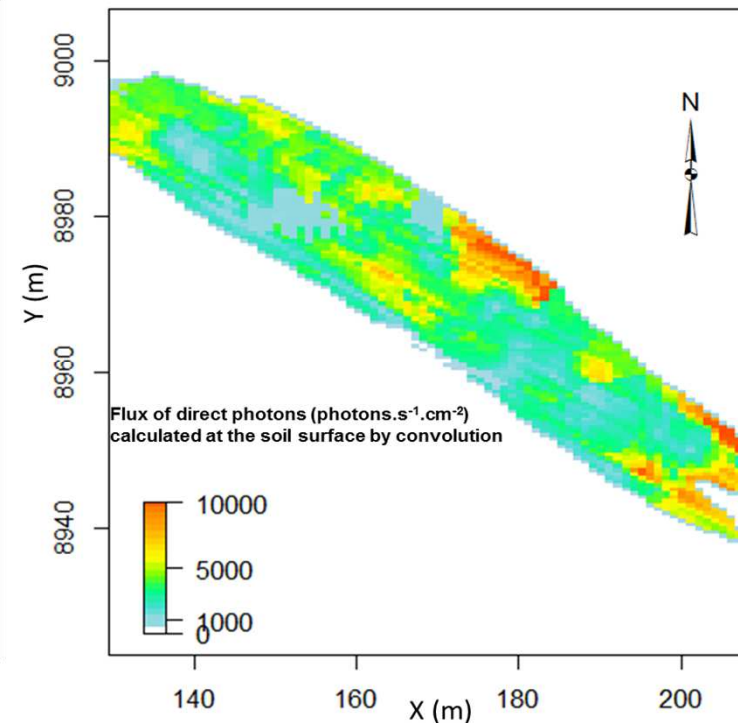 9000
8980
8960
8940
Y (m)
N
Flux of direct photons (photons.s⁻¹.cm⁻²)
calculated at the soil surface by convolution
10000
5000
1000
0
140
160
180
200
X (m)